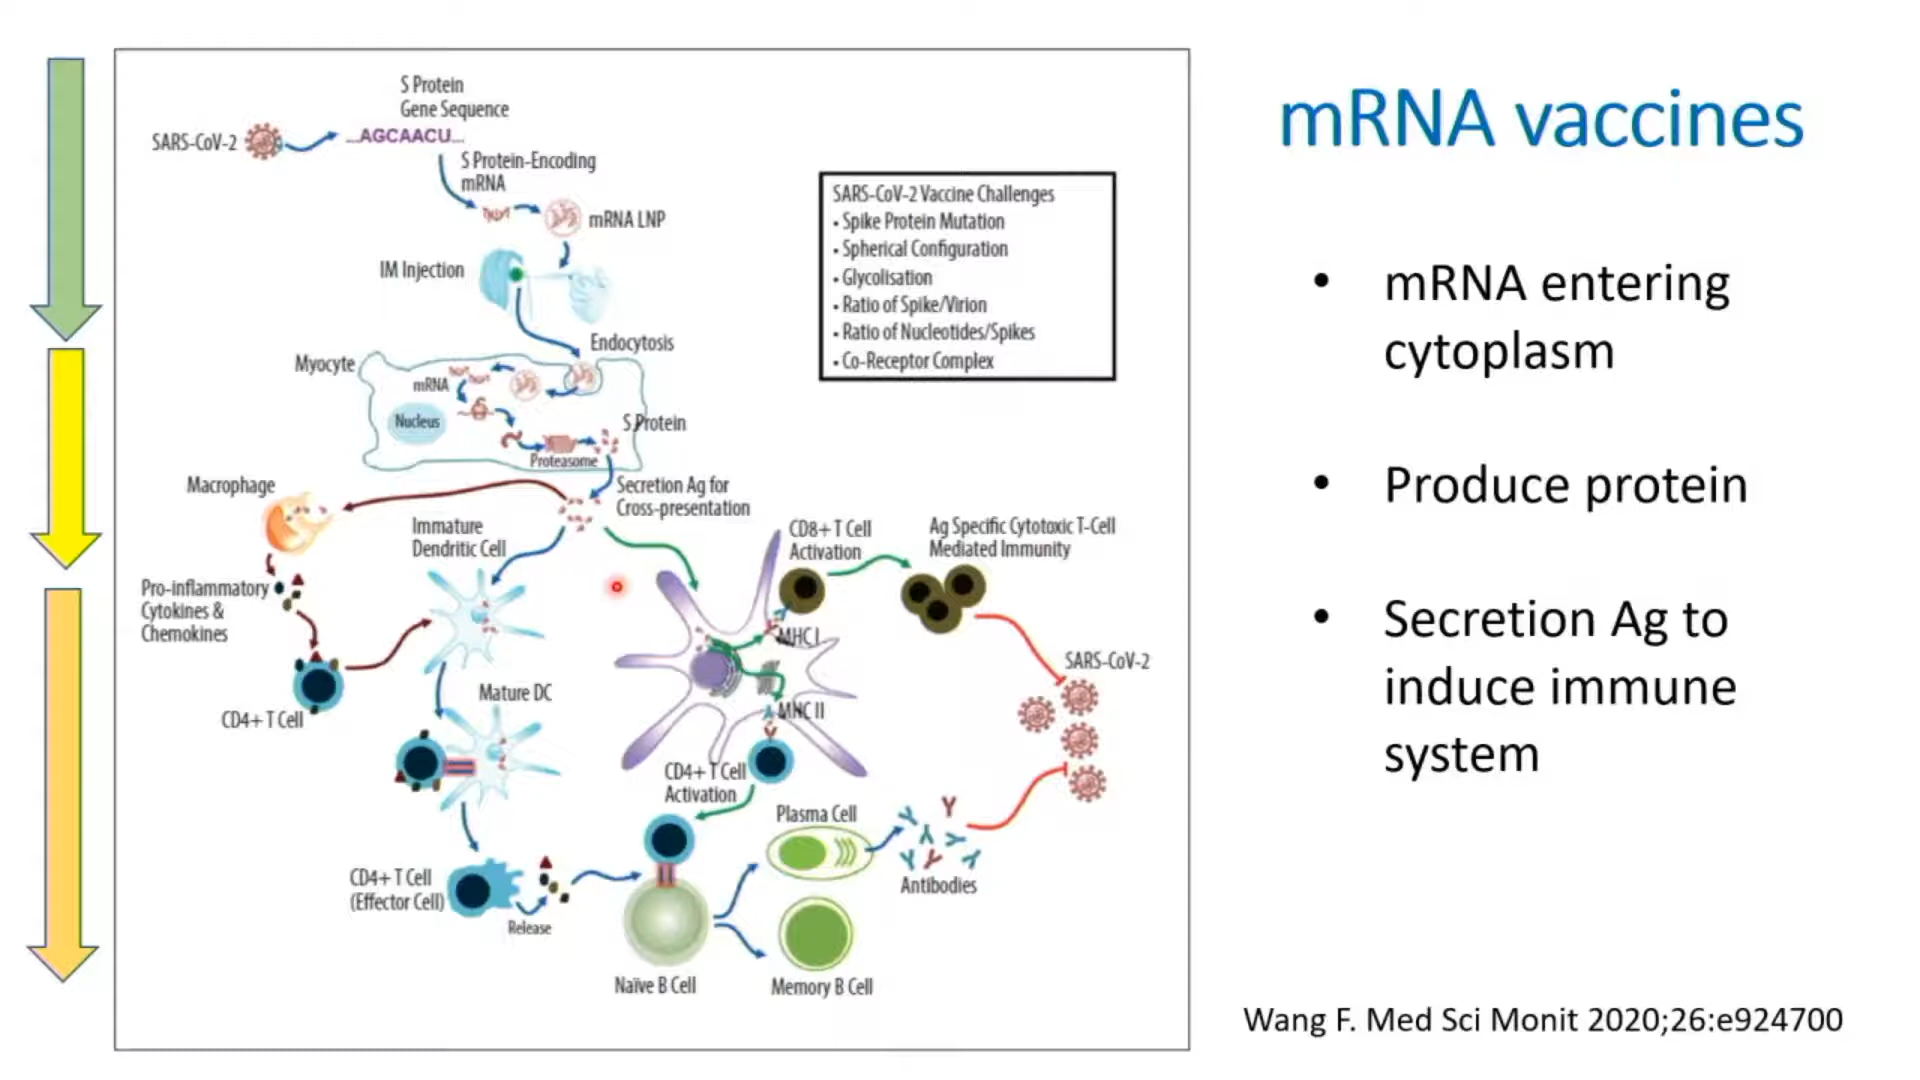 mRNA vaccines
S Protein
Gene Sequence
SARS-CoV-2
...AGCAACU...
S Protein-Encoding
mRNA
mRNA LNP
IM Injection
Endocytosis
Myocyte
mRNA
Nucleus
S Protein
Proteasome
SARS-CoV-2 Vaccine Challenges
• Spike Protein Mutation
• Spherical Configuration
• Glycolisation
• Ratio of Spike/Virion
• Ratio of Nucleotides/Spikes
• Co-Receptor Complex
Macrophage
Secretion Ag for
Cross-presentation
Immature
Dendritic Cell
CD8+ T Cell
Activation
Ag Specific Cytotoxic T-Cell
Mediated Immunity
Pro-inflammatory
Cytokines &
Chemokines
MHC I
SARS-CoV-2
CD4+ T Cell
Mature DC
MHC II
CD4+ T Cell
Activation
Plasma Cell
CD4+ T Cell
(Effector Cell)
Release
Antibodies
Naïve B Cell
Memory B Cell
• mRNA entering
cytoplasm
• Produce protein
• Secretion Ag to
induce immune
system
Wang F. Med Sci Monit 2020;26:e924700